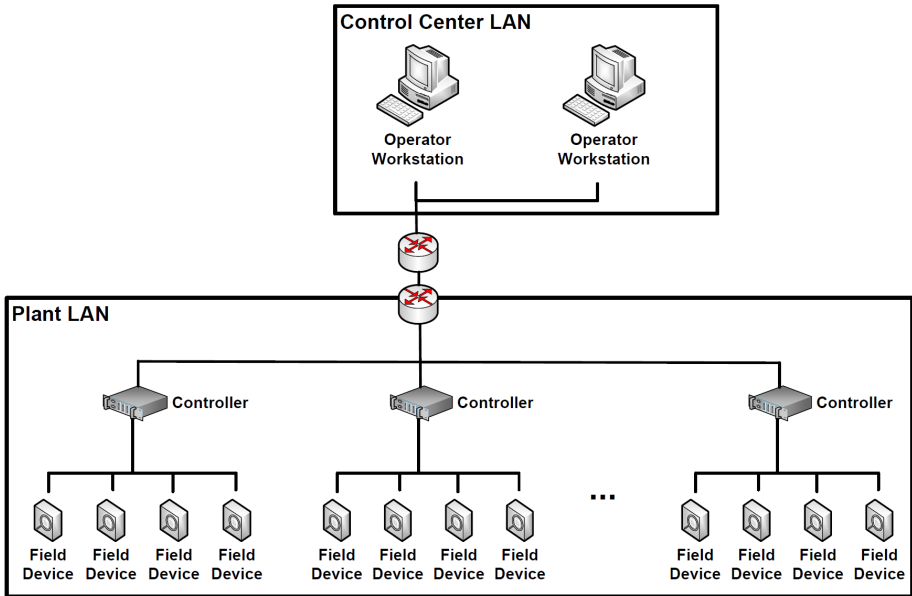 Control Center LAN
Operator
Workstation
Operator
Workstation
Plant LAN
Controller
Controller
Controller
...
Field
Device
Field
Device
Field
Device
Field
Device
Field
Device
Field
Device
Field
Device
Field
Device
Field
Device
Field
Device
Field
Device
Field
Device